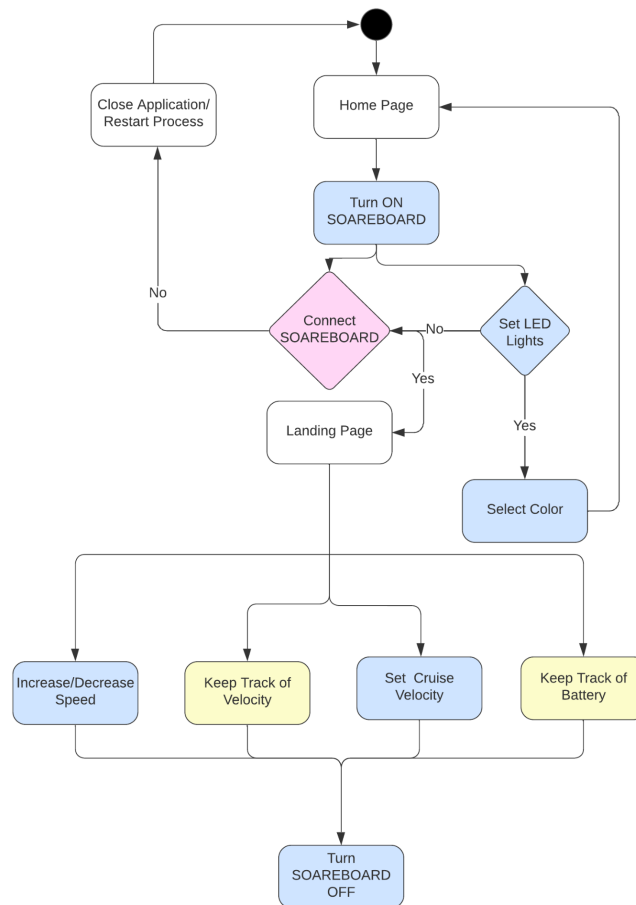 Close Application/
Restart Process
Home Page
Turn ON
SOAREBOARD
No
Connect
SOAREBOARD
No
Set LED
Lights
Yes
Landing Page
Yes
Select Color
Increase/Decrease
Speed
Keep Track of
Velocity
Set Cruise
Velocity
Keep Track of
Battery
Turn
SOAREBOARD
OFF